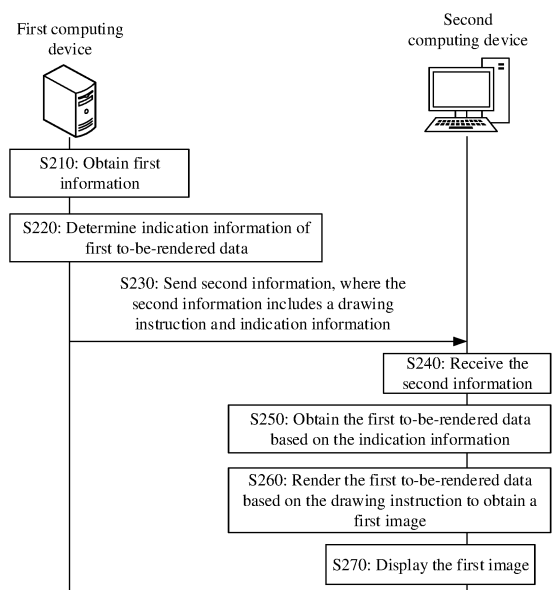 First computing
device
Second
computing device
S210: Obtain first
information
S220: Determine indication information of
first to-be-rendered data
S230: Send second information, where the
second information includes a drawing
instruction and indication information
S240: Receive the
second information
S250: Obtain the first to-be-rendered data
based on the indication information
S260: Render the first to-be-rendered data
based on the drawing instruction to obtain a
first image
S270: Display the first image